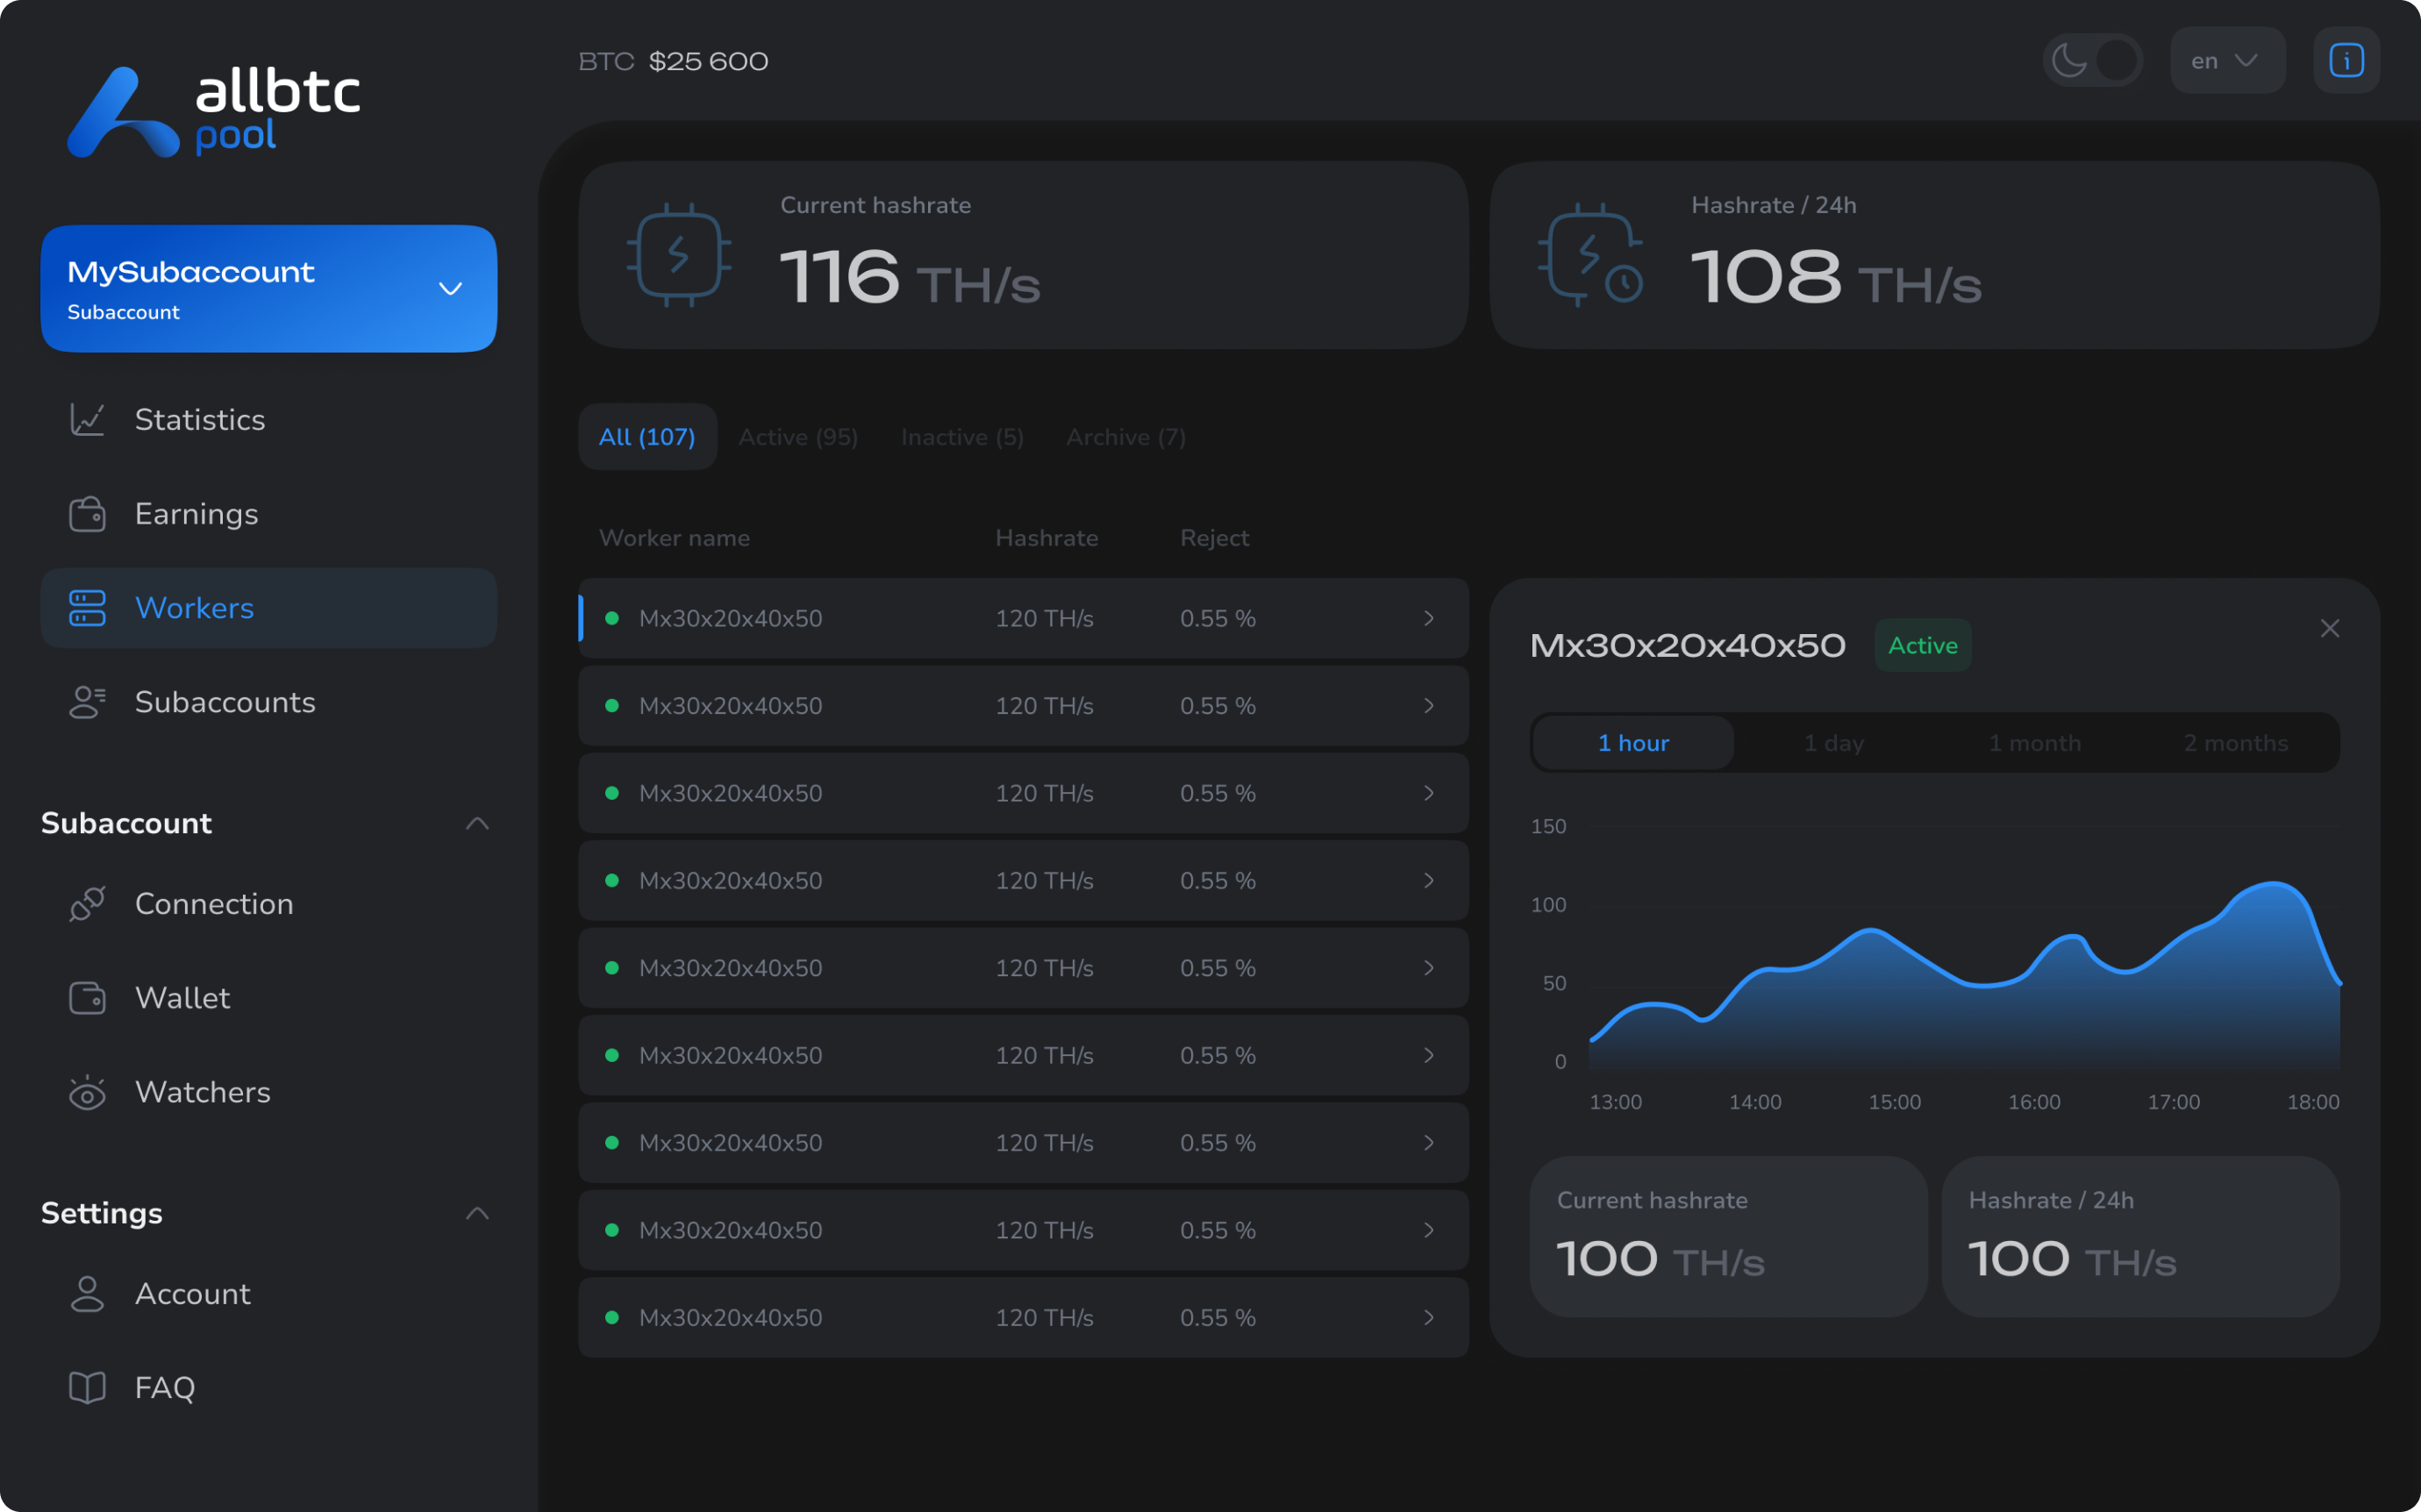 allbtc
pool
BTC $25 600
en
MySubaccount
Subaccount
Statistics
Earnings
Workers
Subaccounts
Subaccount
Connection
Wallet
Watchers
Settings
Account
FAQ
Current hashrate
116 TH/s
Hashrate / 24h
108 TH/s
All (107) Active (95) Inactive (5) Archive (7)
Worker name Hashrate Reject
Mx30x20x40x50 120 TH/s 0.55 %
Mx30x20x40x50 120 TH/s 0.55 %
Mx30x20x40x50 120 TH/s 0.55 %
Mx30x20x40x50 120 TH/s 0.55 %
Mx30x20x40x50 120 TH/s 0.55 %
Mx30x20x40x50 120 TH/s 0.55 %
Mx30x20x40x50 120 TH/s 0.55 %
Mx30x20x40x50 120 TH/s 0.55 %
Mx30x20x40x50 120 TH/s 0.55 %
Mx30x20x40x50 Active
1 hour 1 day 1 month 2 months
150
100
50
0
13:00 14:00 15:00 16:00 17:00 18:00
Current hashrate
100 TH/s
Hashrate / 24h
100 TH/s